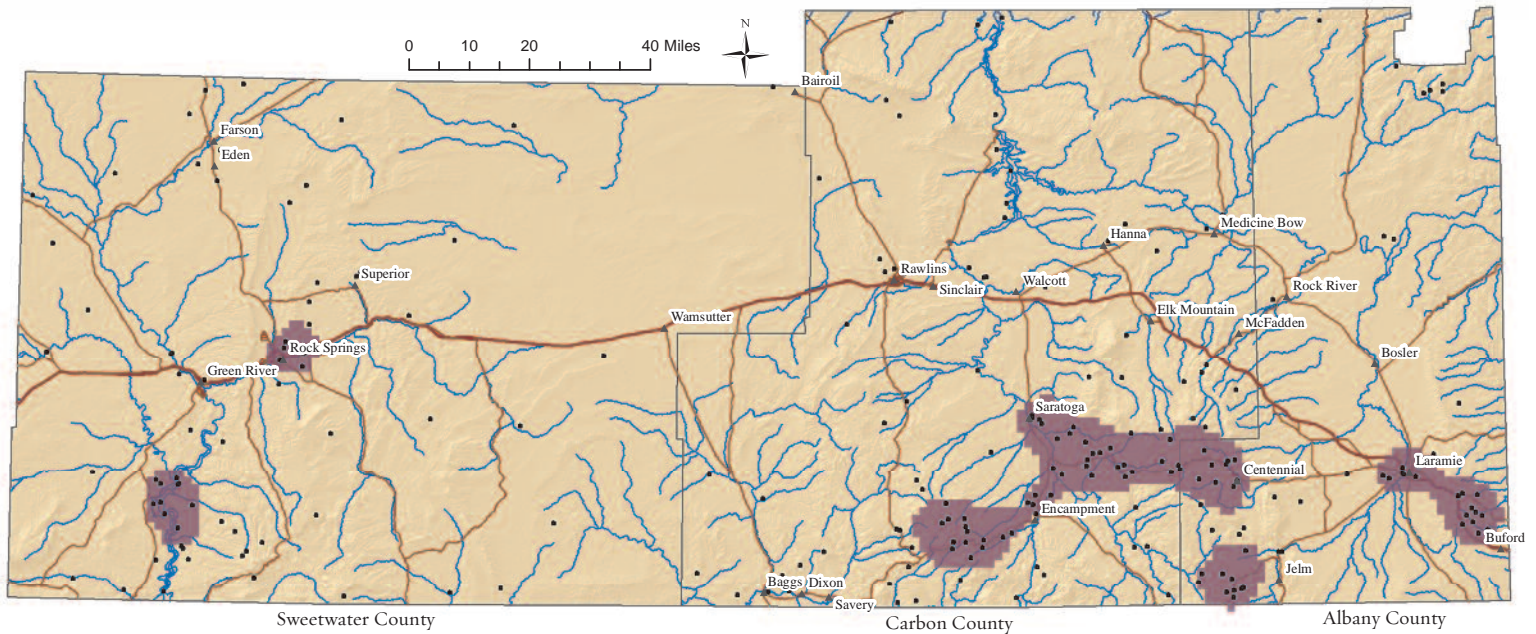 N
0 10 20 40 Miles
Bairoil
Farson
Eden
Medicine Bow
Hanna
Superior
Rawlins
Sinclair
Walcott
Rock River
Wamsutter
Elk Mountain
McFadden
Rock Springs
Bosler
Green River
Saratoga
Laramie
Centennial
Encampment
Buford
Jelm
Baggs Dixon
Savery
Sweetwater County
Carbon County
Albany County